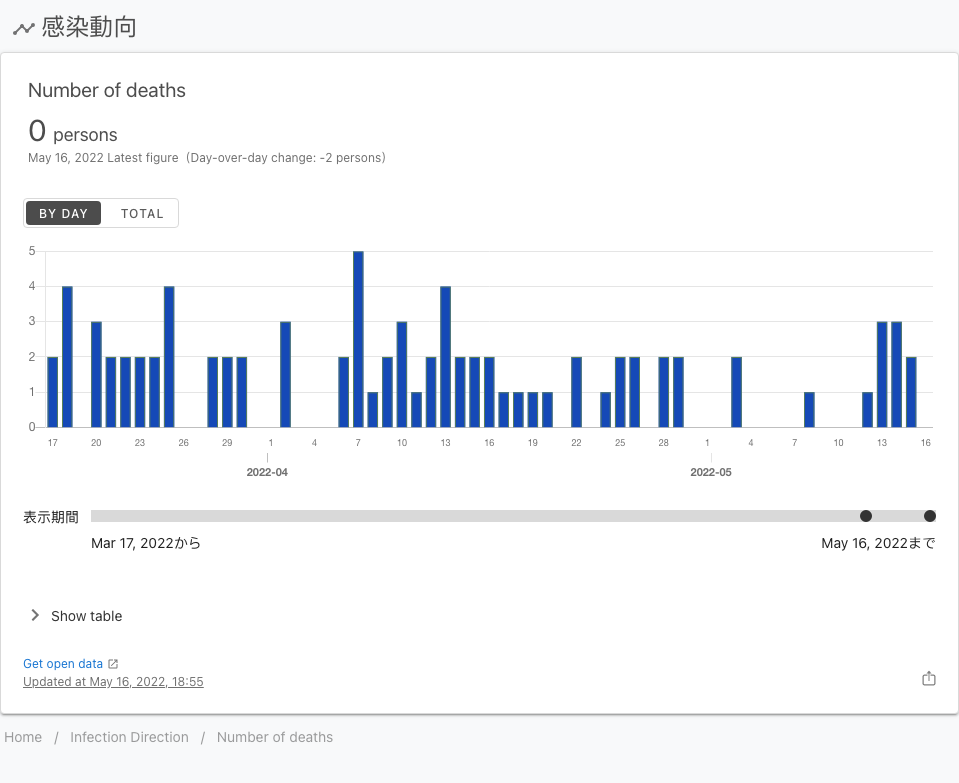 感染動向
Number of deaths
0 persons
May 16, 2022 Latest figure (Day-over-day change: -2 persons)
BY DAY TOTAL
5
4
3
2
1
0
17 20 23 26 29 1 4 7 10 13 16 19 22 25 28 1 4 7 10 13 16
2022-04 2022-05
表示期間
Mar 17, 2022から May 16, 2022まで
Show table
Get open data
Updated at May 16, 2022, 18:55
Home / Infection Direction / Number of deaths